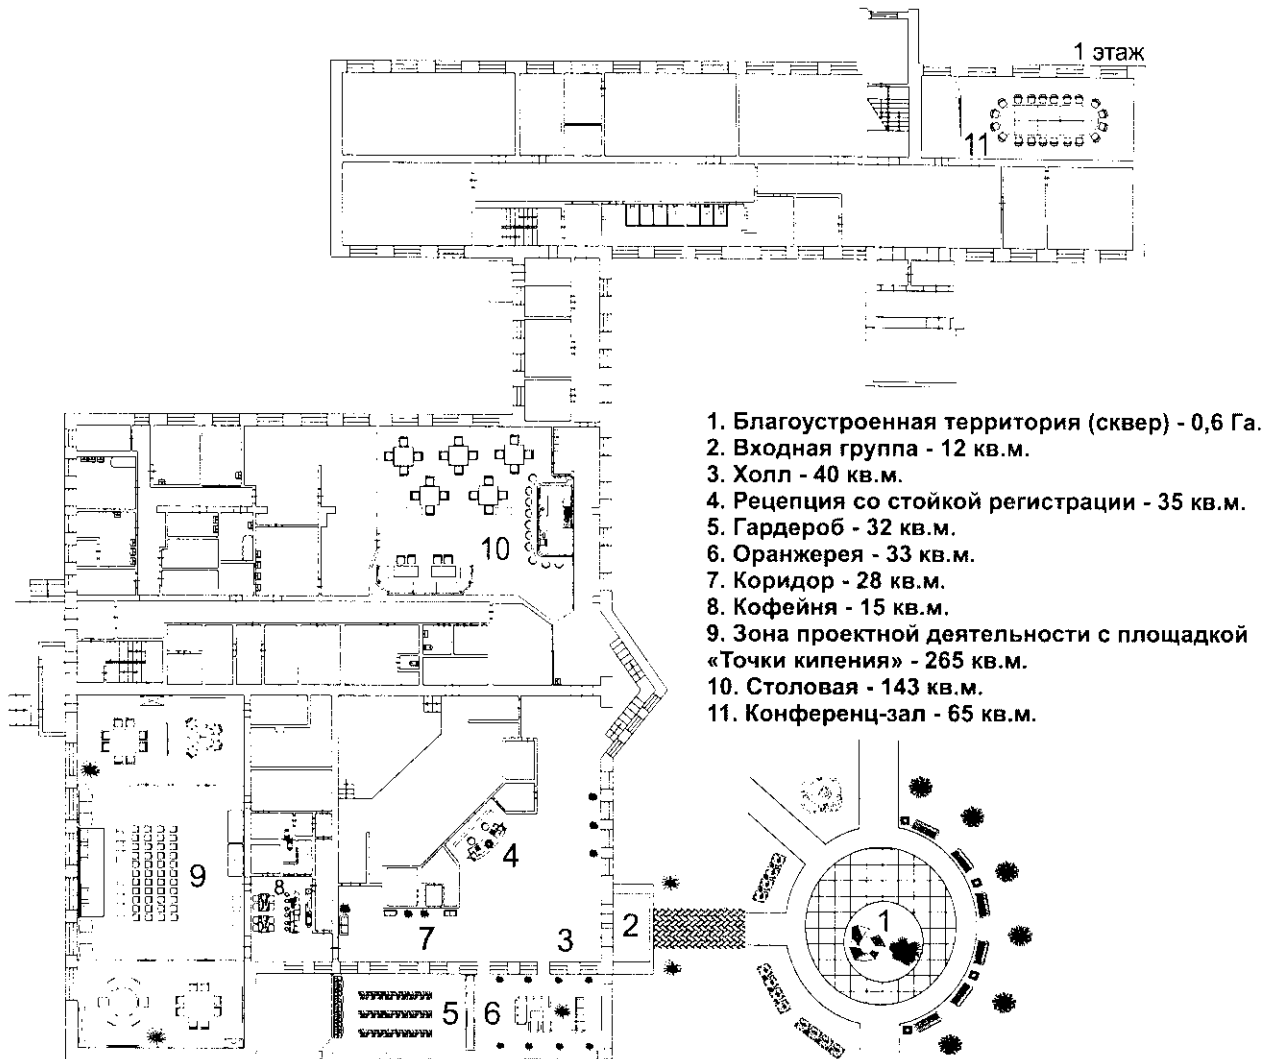 1 этаж
11
1. Благоустроенная территория (сквер) - 0,6 Га.
2. Входная группа - 12 кв.м.
3. Холл - 40 кв.м.
4. Рецепция со стойкой регистрации - 35 кв.м.
5. Гардероб - 32 кв.м.
6. Оранжерея - 33 кв.м.
7. Коридор - 28 кв.м.
8. Кофейня - 15 кв.м.
9. Зона проектной деятельности с площадкой
«Точки кипения» - 265 кв.м.
10. Столовая - 143 кв.м.
11. Конференц-зал - 65 кв.м.
10
4
9
8
1
2
7
3
5
6